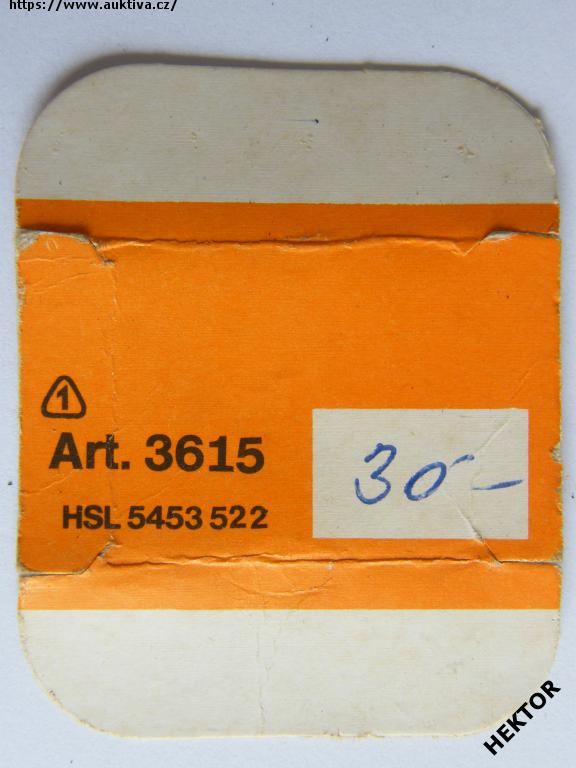 https://www.auktiva.cz/
1
Art. 3615
HSL 5453 522
30-
HEKTOR